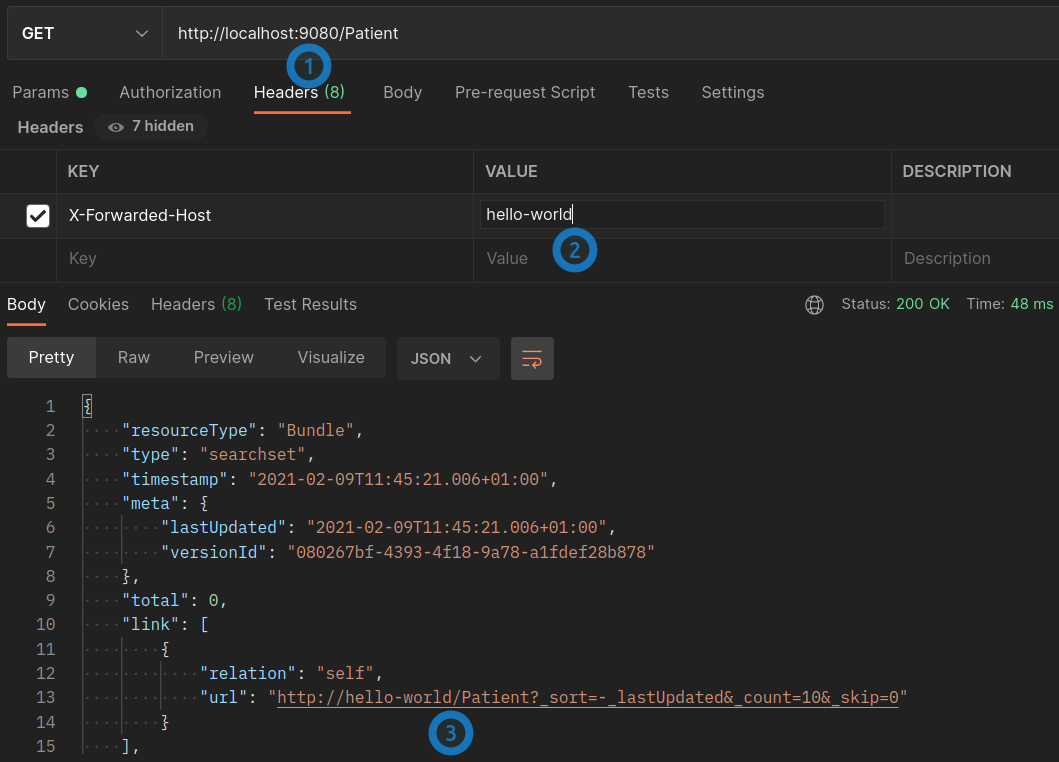 GET http://localhost:9080/Patient
1
Params Authorization Headers (8) Body Pre-request Script Tests Settings
Headers 7 hidden
KEY VALUE DESCRIPTION
X-Forwarded-Host hello-world
Key Value Description
2
Body Cookies Headers (8) Test Results Status: 200 OK Time: 48 ms
Pretty Raw Preview Visualize JSON
1 {
2 "resourceType": "Bundle",
3 "type": "searchset",
4 "timestamp": "2021-02-09T11:45:21.006+01:00",
5 "meta": {
6 "lastUpdated": "2021-02-09T11:45:21.006+01:00",
7 "versionId": "080267bf-4393-4f18-9a78-a1fdef28b878"
8 },
9 "total": 0,
10 "link": [
11 {
12 "relation": "self",
13 "url": "http://hello-world/Patient?_sort=-_lastUpdated&_count=10&_skip=0"
14 }
3
15 ],